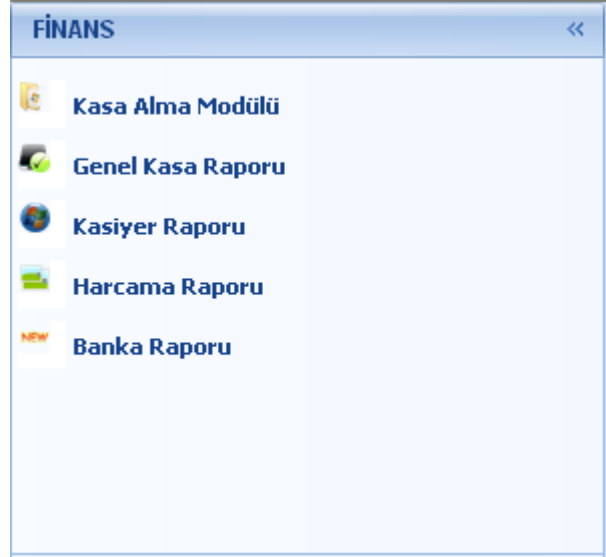 FİNANS
Kasa Alma Modülü
Genel Kasa Raporu
Kasiyer Raporu
Harcama Raporu
NEW
Banka Raporu